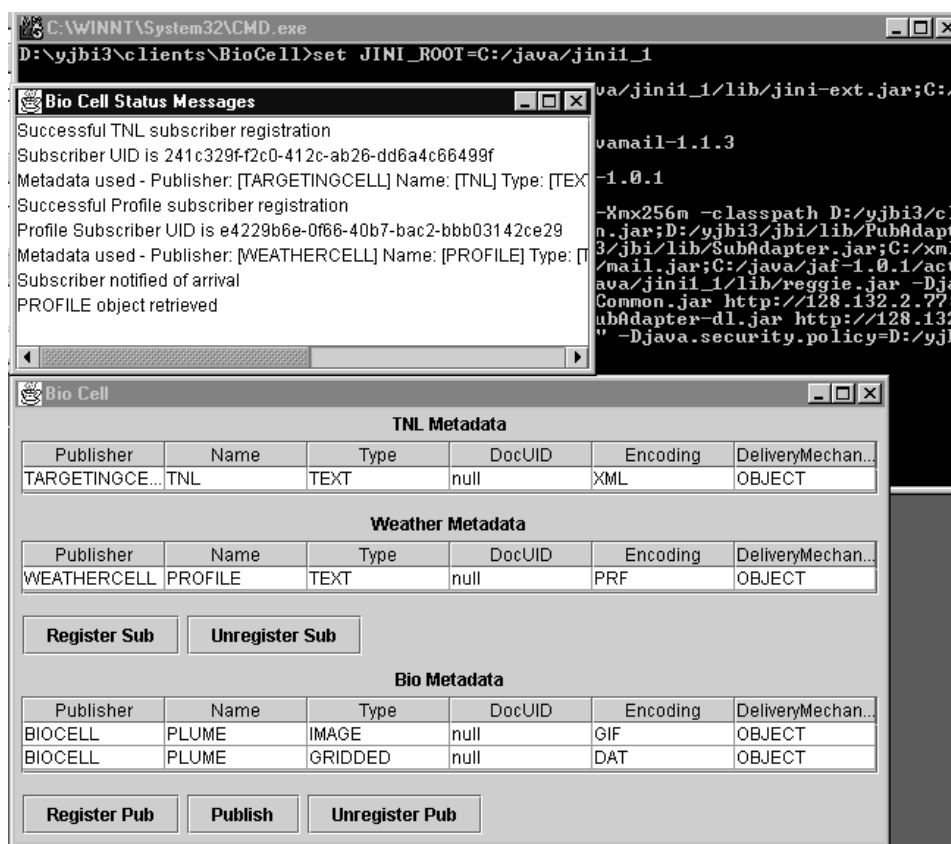 C:\WINNT\System32\CMD.exe
D:\yjbi3\clients\BioCell>set JINI_ROOT=C:/java/jini1_1
va/jini1_1/lib/jini-ext.jar;C:/
vamail-1.1.3
-1.0.1
-Xmx256m -classpath D:/yjbi3/cl
n.jar;D:/yjbi3/jbi/lib/PubAdapt
3/jbi/lib/SubAdapter.jar;C:/xml
/mail.jar;C:/java/jaf-1.0.1/act
ava/jini1_1/lib/reggie.jar -Dja
Common.jar http://128.132.2.77
ubAdapter-dl.jar http://128.132
" -Djava.security.policy=D:/yjb
Bio Cell Status Messages
Successful TNL subscriber registration
Subscriber UID is 241c329f-f2c0-412c-ab26-dd6a4c66499f
Metadata used - Publisher: [TARGETINGCELL] Name: [TNL] Type: [TEX
Successful Profile subscriber registration
Profile Subscriber UID is e4229b6e-0f66-40b7-bac2-bbb03142ce29
Metadata used - Publisher: [WEATHERCELL] Name: [PROFILE] Type: [T
Subscriber notified of arrival
PROFILE object retrieved
Bio Cell
TNL Metadata
Publisher Name Type DocUID Encoding DeliveryMechan...
TARGETINGCE... TNL TEXT null XML OBJECT
Weather Metadata
Publisher Name Type DocUID Encoding DeliveryMechan...
WEATHERCELL PROFILE TEXT null PRF OBJECT
Register Sub Unregister Sub
Bio Metadata
Publisher Name Type DocUID Encoding DeliveryMechan...
BIOCELL PLUME IMAGE null GIF OBJECT
BIOCELL PLUME GRIDDED null DAT OBJECT
Register Pub Publish Unregister Pub